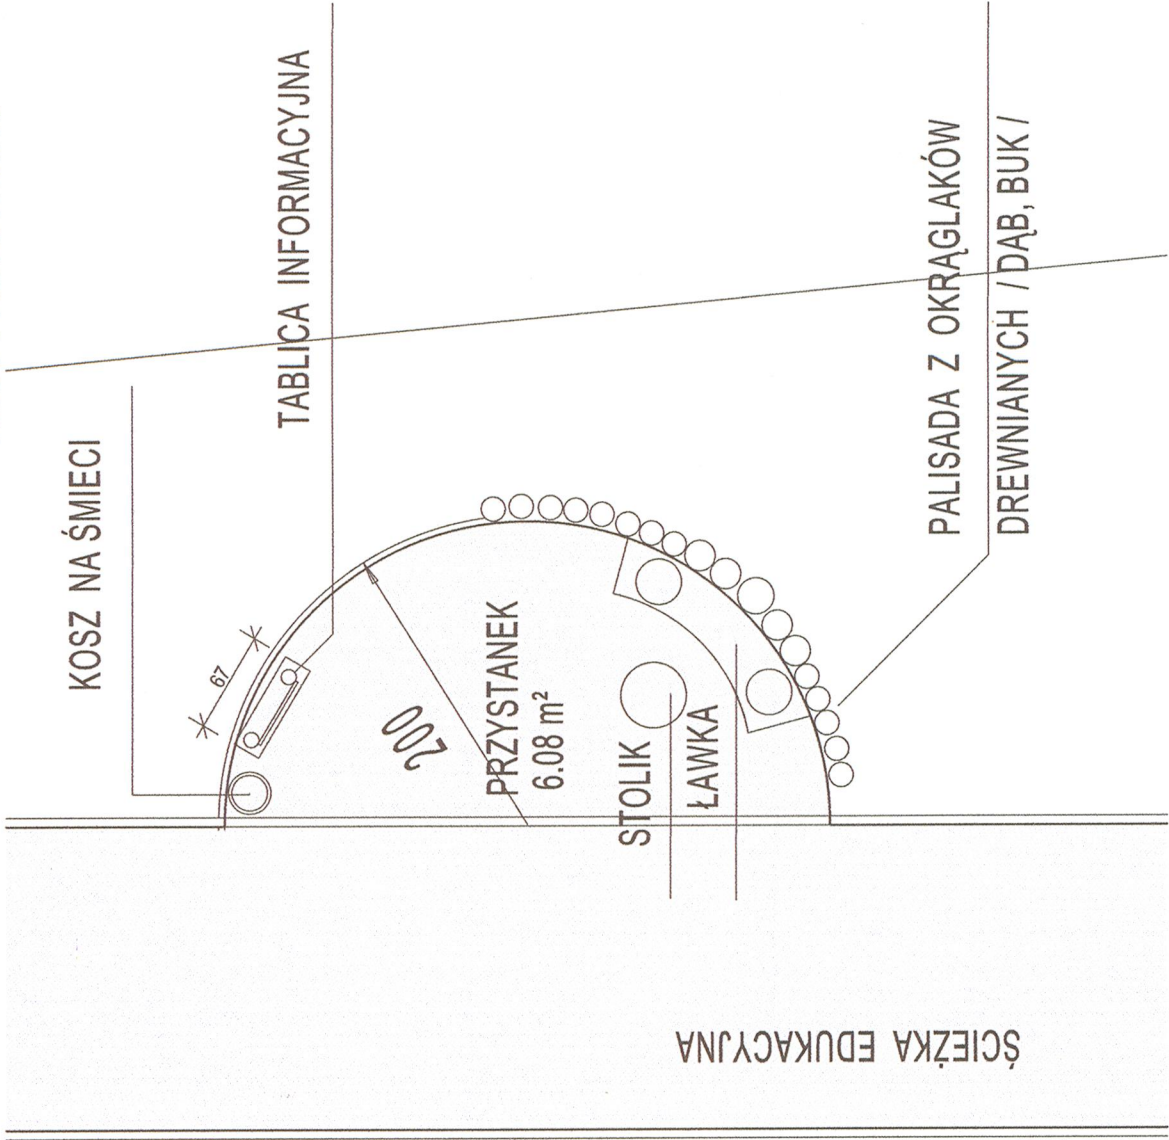 KOSZ NA ŚMIECI
TABLICA INFORMACYJNA
67
200
PRZYSTANEK
6.08 m²
STOLIK
ŁAWKA
PALISADA Z OKRĄGLAKÓW
DREWNIANYCH / DĄB, BUK /
ŚCIEŻKA EDUKACYJNA